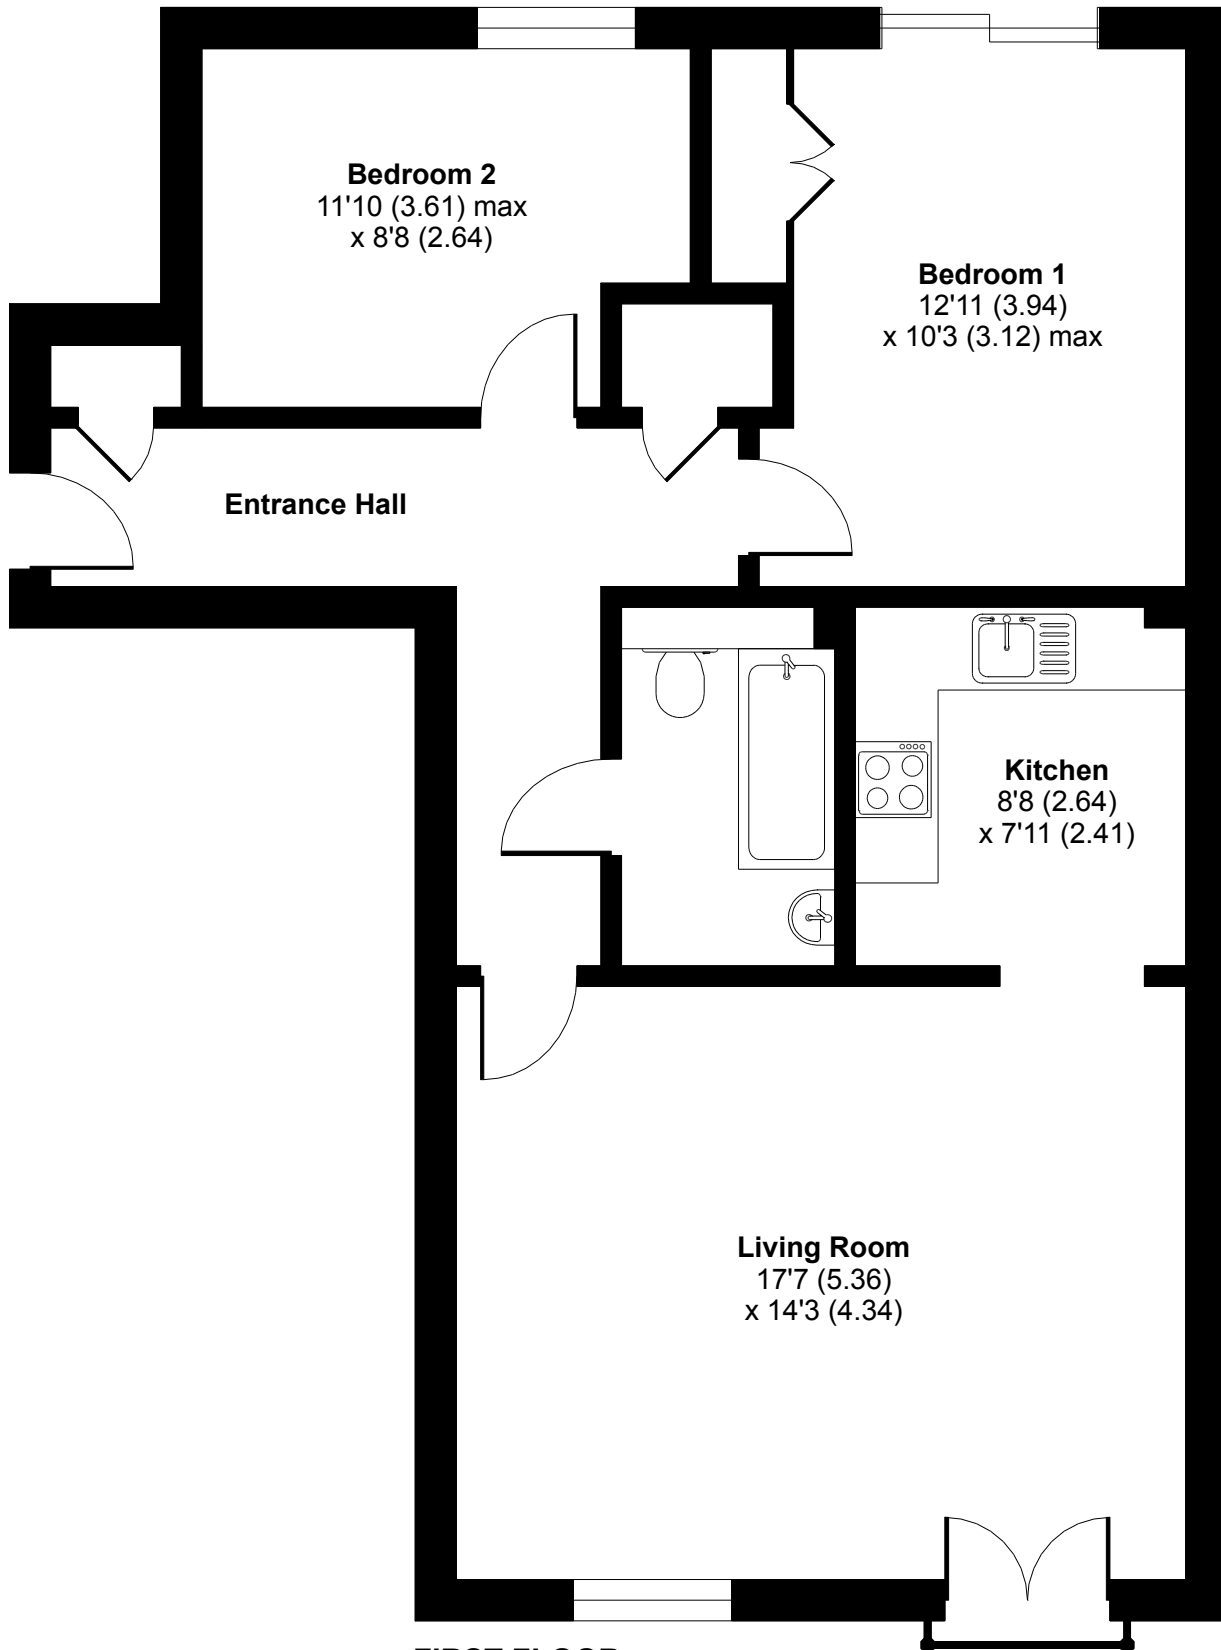 Bedroom 2
11'10 (3.61) max
x 8'8 (2.64)
Bedroom 1
12'11 (3.94)
x 10'3 (3.12) max
Entrance Hall
Kitchen
8'8 (2.64)
x 7'11 (2.41)
Living Room
17'7 (5.36)
x 14'3 (4.34)
FIRST FLOOR